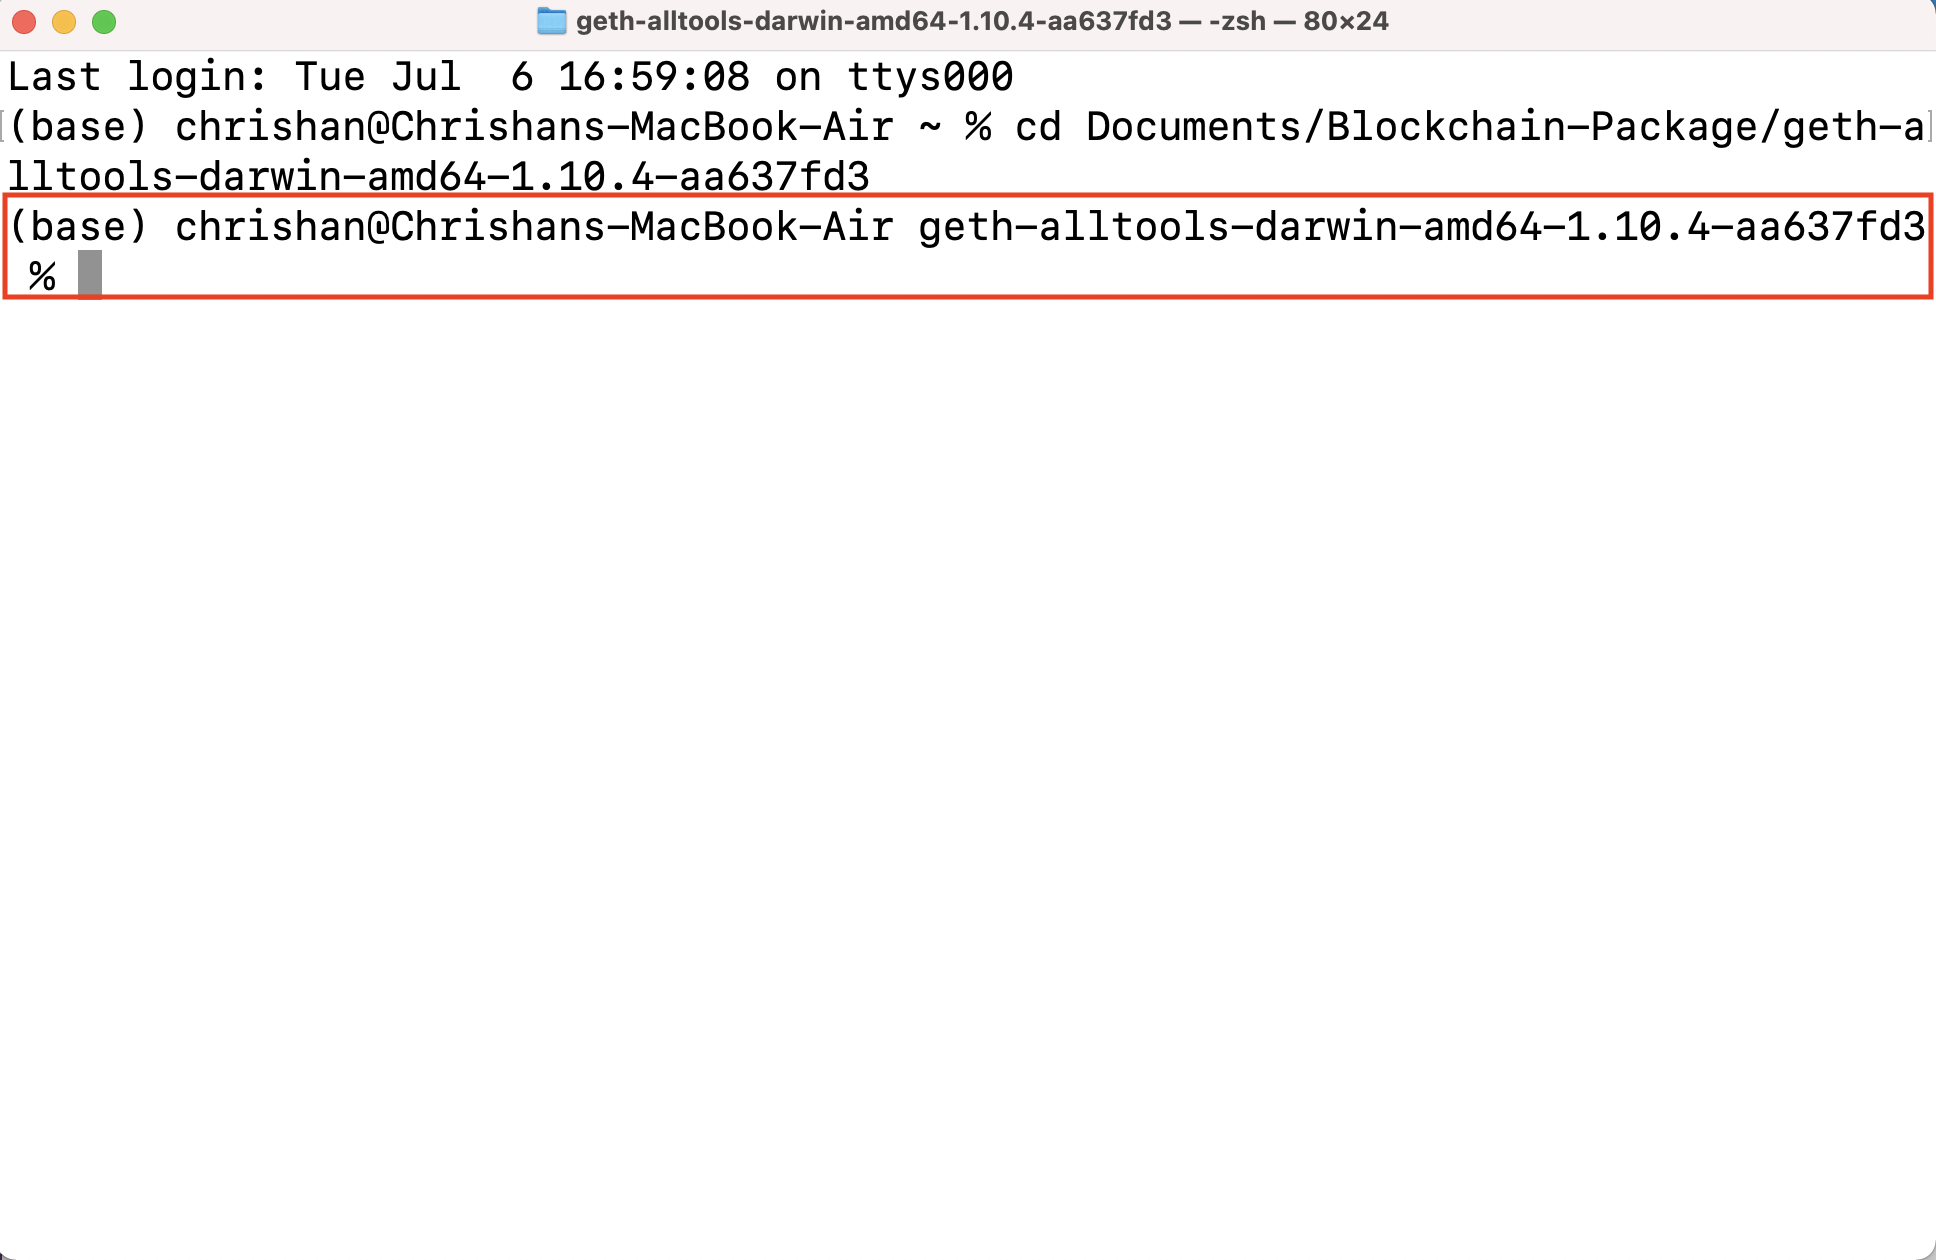 geth-alltools-darwin-amd64-1.10.4-aa637fd3 — -zsh — 80×24
Last login: Tue Jul  6 16:59:08 on ttys000
[(base) chrishan@Chrishans-MacBook-Air ~ % cd Documents/Blockchain-Package/geth-a]
lltools-darwin-amd64-1.10.4-aa637fd3
(base) chrishan@Chrishans-MacBook-Air geth-alltools-darwin-amd64-1.10.4-aa637fd3
 %